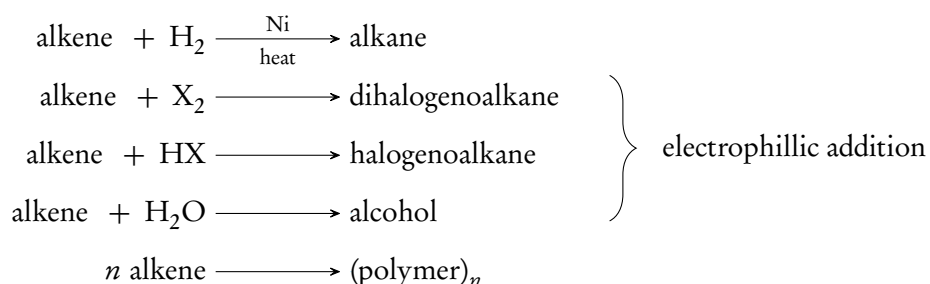 alkene + H₂ Ni heat alkane
alkene + X₂ dihalogenoalkane
alkene + HX halogenoalkane
electrophillic addition
alkene + H₂O alcohol
n alkene (polymer)ₙ